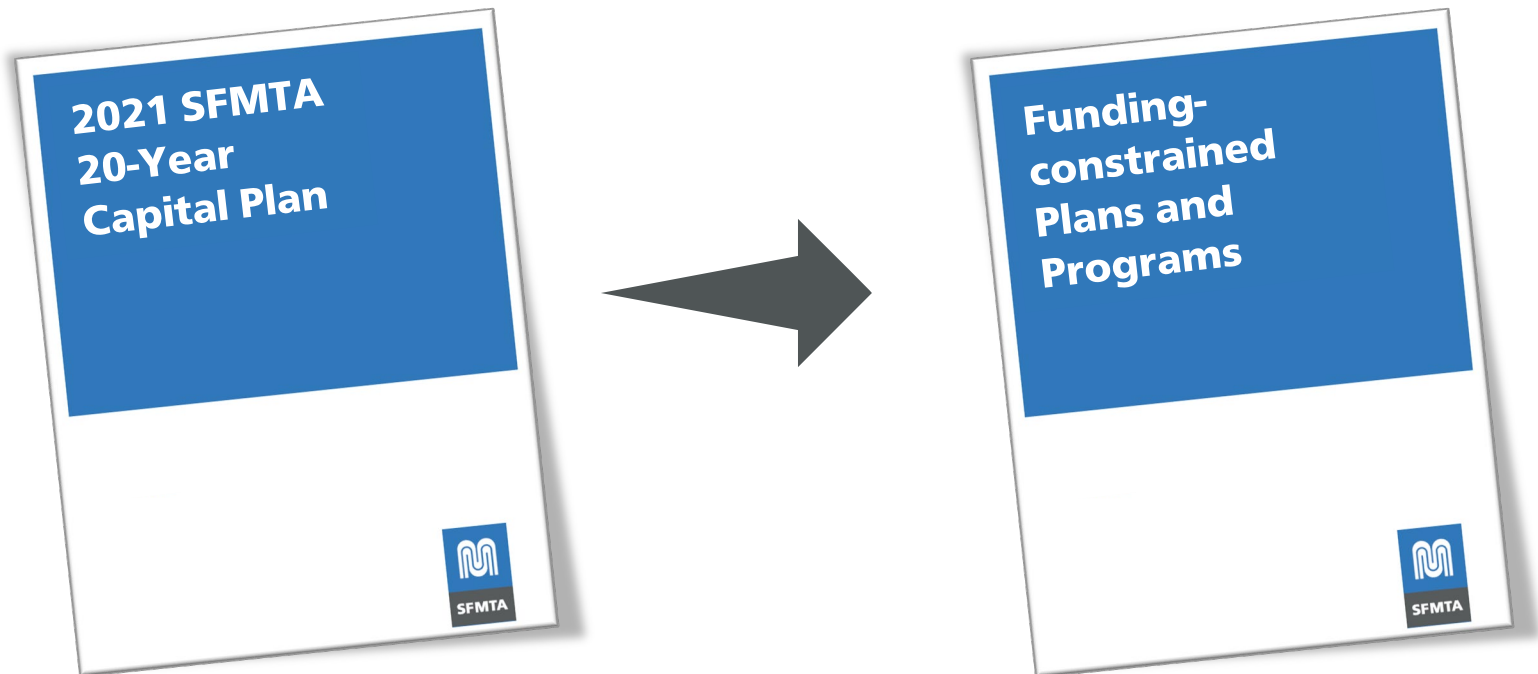 2021 SFMTA
20-Year
Capital Plan
SFMTA
Funding-
constrained
Plans and
Programs
SFMTA